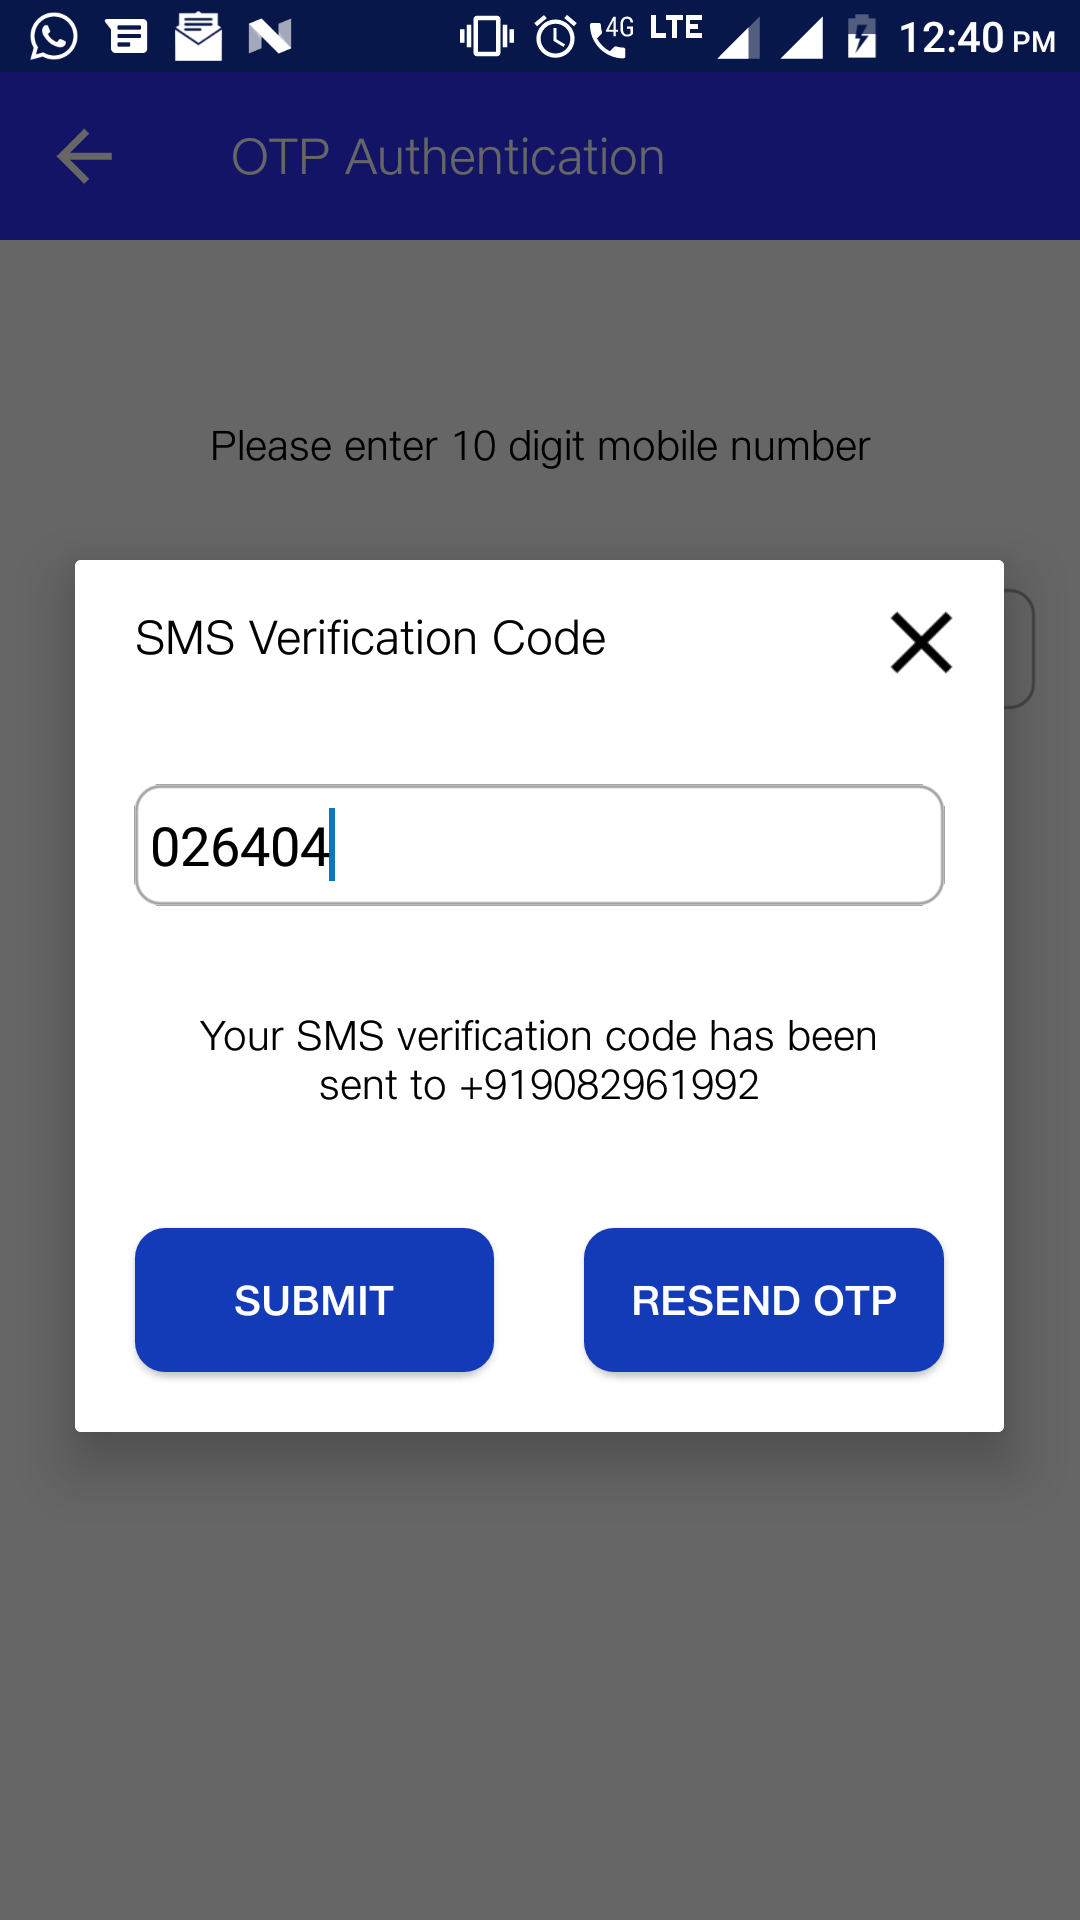 4G LTE 12:40 PM
OTP Authentication
Please enter 10 digit mobile number
SMS Verification Code
026404
Your SMS verification code has been
sent to +919082961992
SUBMIT RESEND OTP